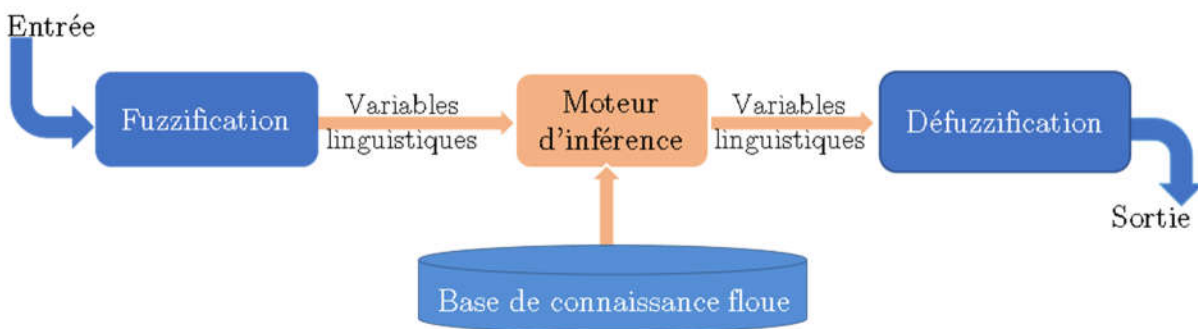 Entrée
Fuzzification
Variables
linguistiques
Moteur
d'inférence
Variables
linguistiques
Défuzzification
Sortie
Base de connaissance floue